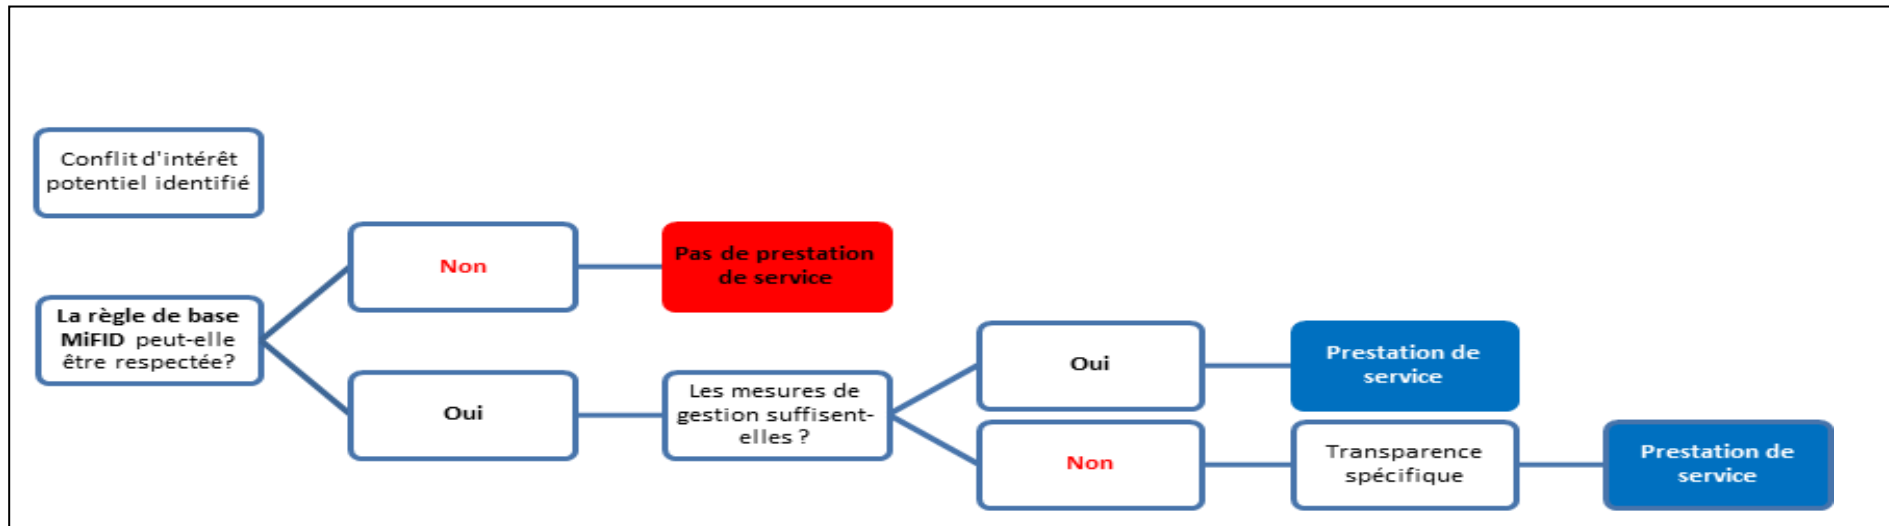 Conflit d'intérêt
potentiel identifié
Non
Pas de prestation
de service
La règle de base
MiFID peut-elle
être respectée?
Oui
Les mesures de
gestion suffisent-
elles ?
Oui
Prestation de
service
Non
Transparence
spécifique
Prestation de
service